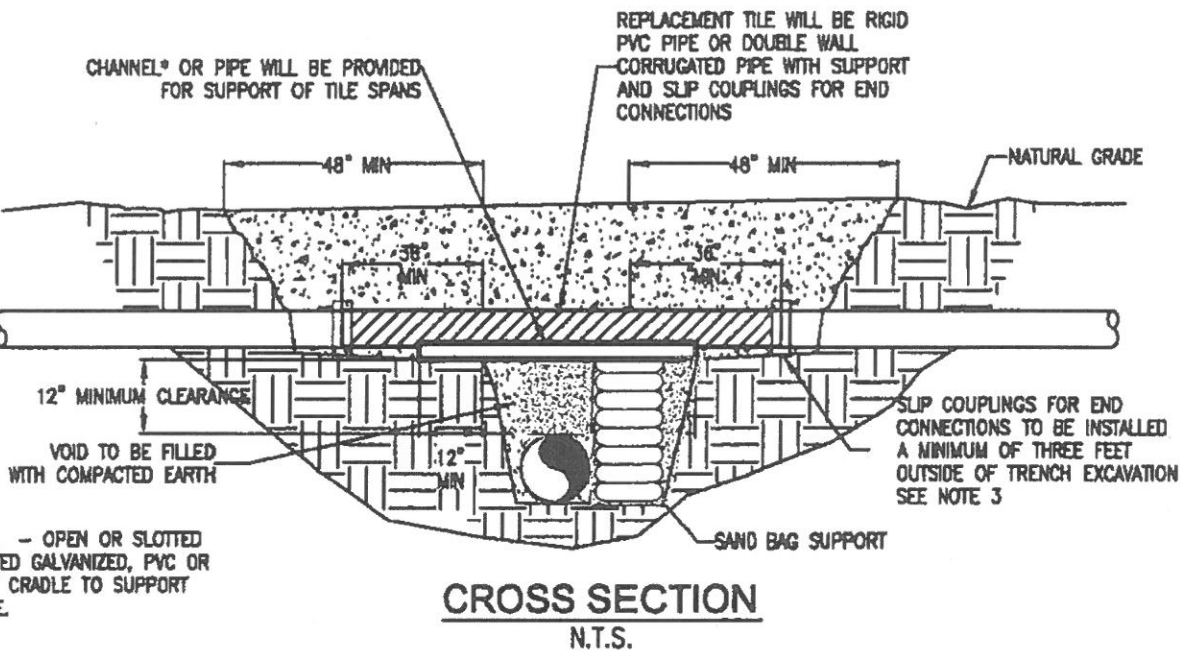 REPLACEMENT TILE WILL BE RIGID
PVC PIPE OR DOUBLE WALL
CORRUGATED PIPE WITH SUPPORT
AND SLIP COUPLINGS FOR END
CONNECTIONS
CHANNEL* OR PIPE WILL BE PROVIDED
FOR SUPPORT OF TILE SPANS
48" MIN
48" MIN
NATURAL GRADE
36"
MIN
36"
MIN
12" MINIMUM CLEARANCE
VOID TO BE FILLED
WITH COMPACTED EARTH
12"
MIN
SLIP COUPLINGS FOR END
CONNECTIONS TO BE INSTALLED
A MINIMUM OF THREE FEET
OUTSIDE OF TRENCH EXCAVATION
SEE NOTE 3
SAND BAG SUPPORT
- OPEN OR SLOTTED
ED GALVANIZED, PVC OR
CRADLE TO SUPPORT
E.
CROSS SECTION
N.T.S.